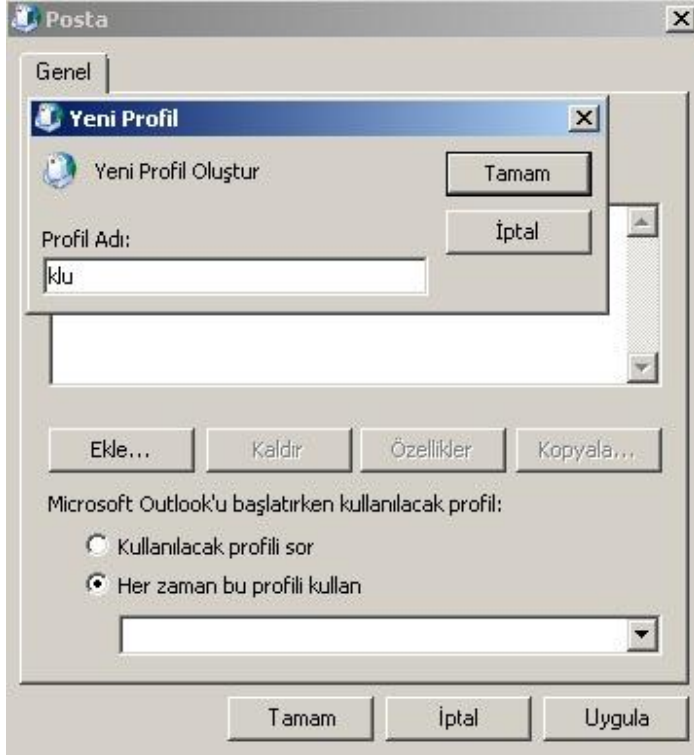 Posta
Genel
Yeni Profil
Yeni Profil Oluştur
Tamam
İptal
Profil Adı:
klu
Ekle...
Kaldır
Özellikler
Kopyala...
Microsoft Outlook'u başlatırken kullanılacak profil:
Kullanılacak profili sor
Her zaman bu profili kullan
Tamam
İptal
Uygula